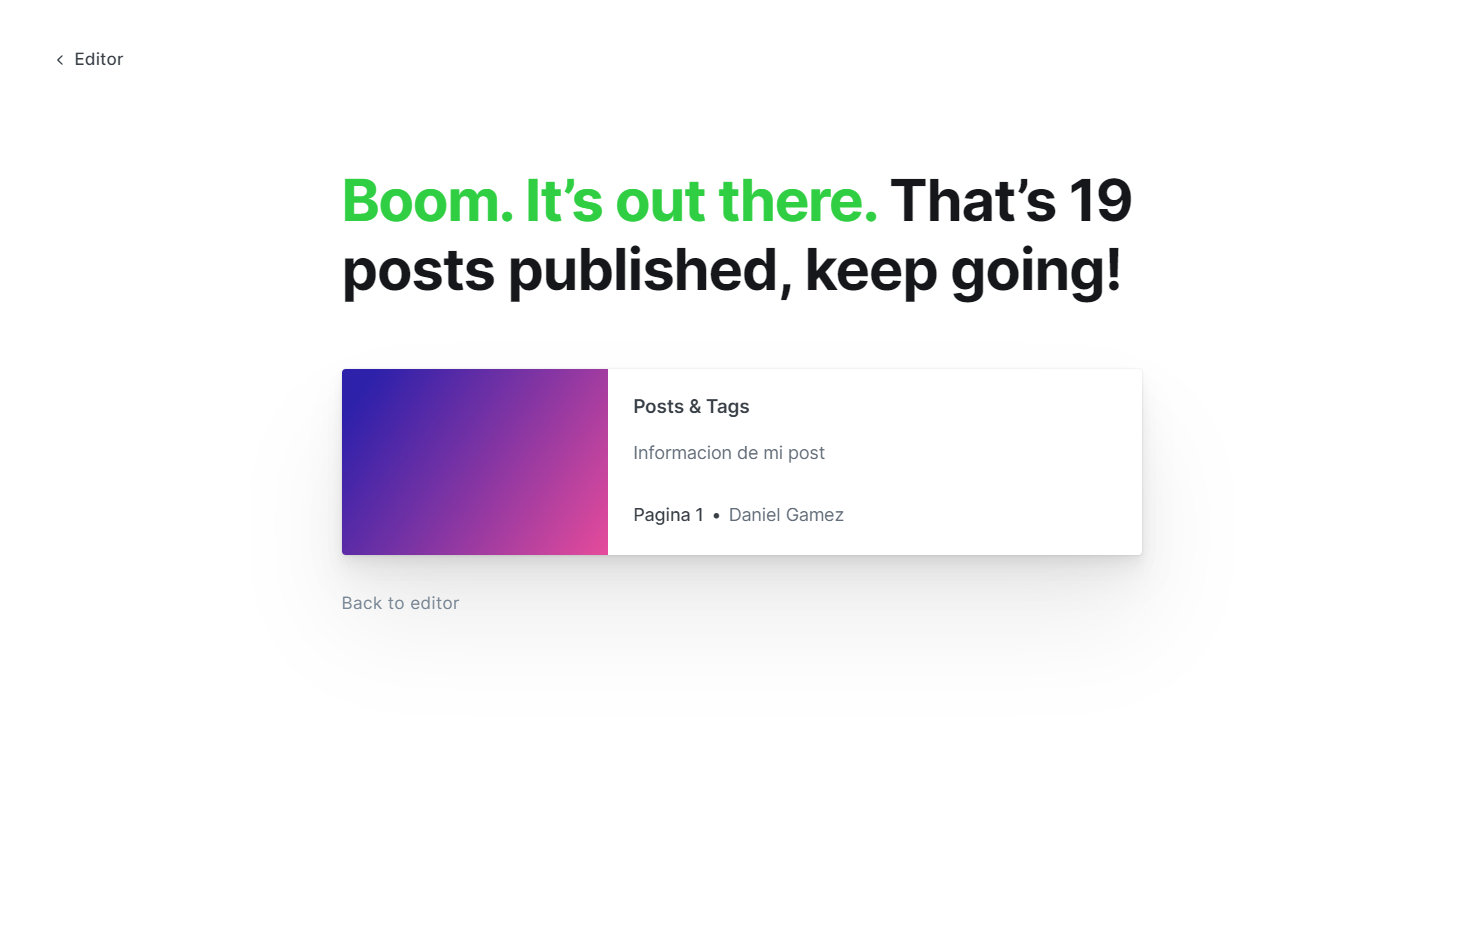 Editor
Boom. It’s out there. That’s 19
posts published, keep going!
Posts & Tags
Informacion de mi post
Pagina 1 • Daniel Gamez
Back to editor